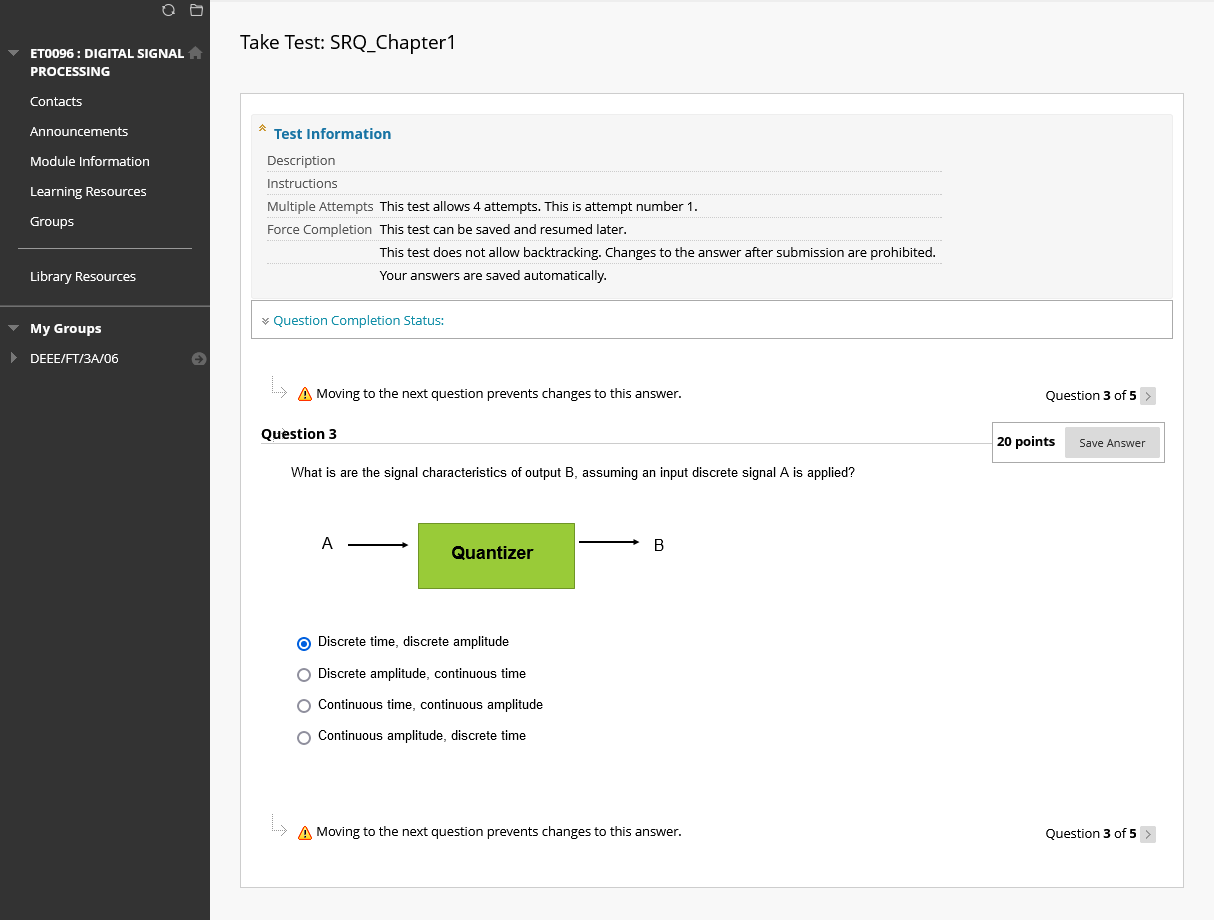 ET0096 : DIGITAL SIGNAL
PROCESSING
Contacts
Announcements
Module Information
Learning Resources
Groups
Library Resources
My Groups
DEEE/FT/3A/06
Take Test: SRQ_Chapter1
Test Information
Description
Instructions
Multiple Attempts This test allows 4 attempts. This is attempt number 1.
Force Completion This test can be saved and resumed later.
This test does not allow backtracking. Changes to the answer after submission are prohibited.
Your answers are saved automatically.
Question Completion Status:
Moving to the next question prevents changes to this answer.
Question 3 of 5
Question 3
20 points
Save Answer
What is are the signal characteristics of output B, assuming an input discrete signal A is applied?
A
Quantizer
B
Discrete time, discrete amplitude
Discrete amplitude, continuous time
Continuous time, continuous amplitude
Continuous amplitude, discrete time
Moving to the next question prevents changes to this answer.
Question 3 of 5